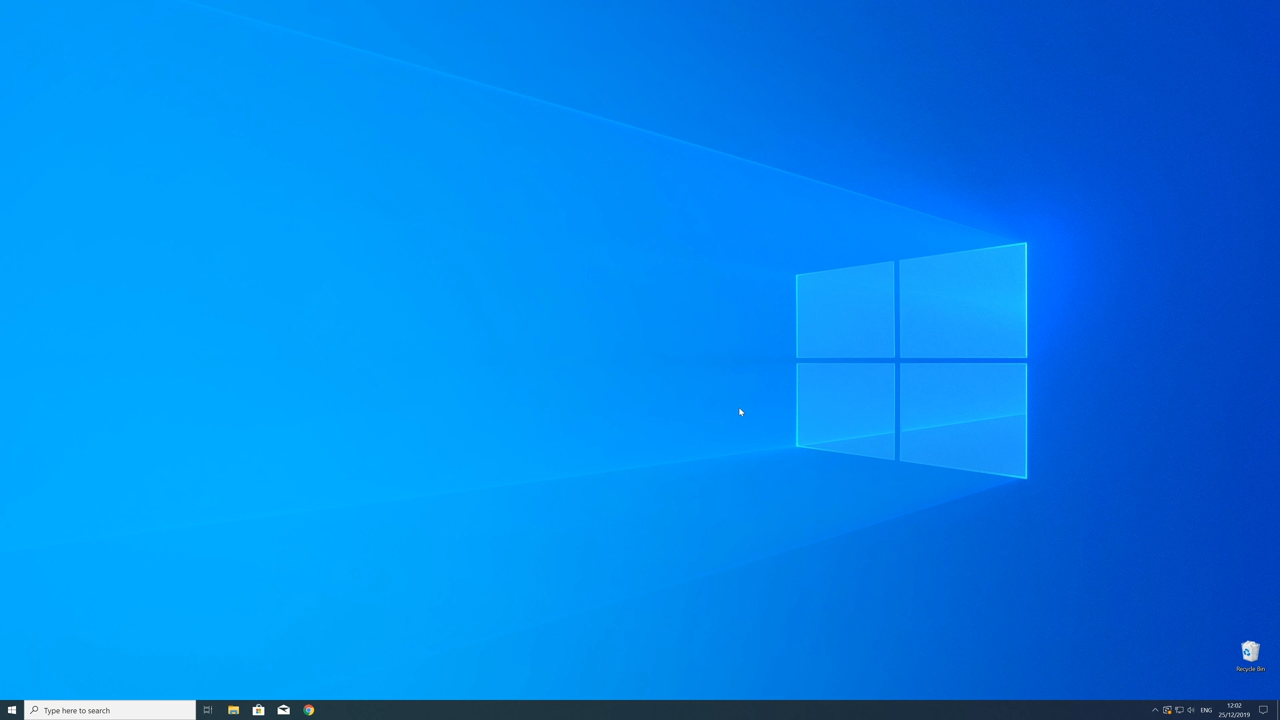 Recycle Bin
Type here to search
ENG
12:02
25/12/2019